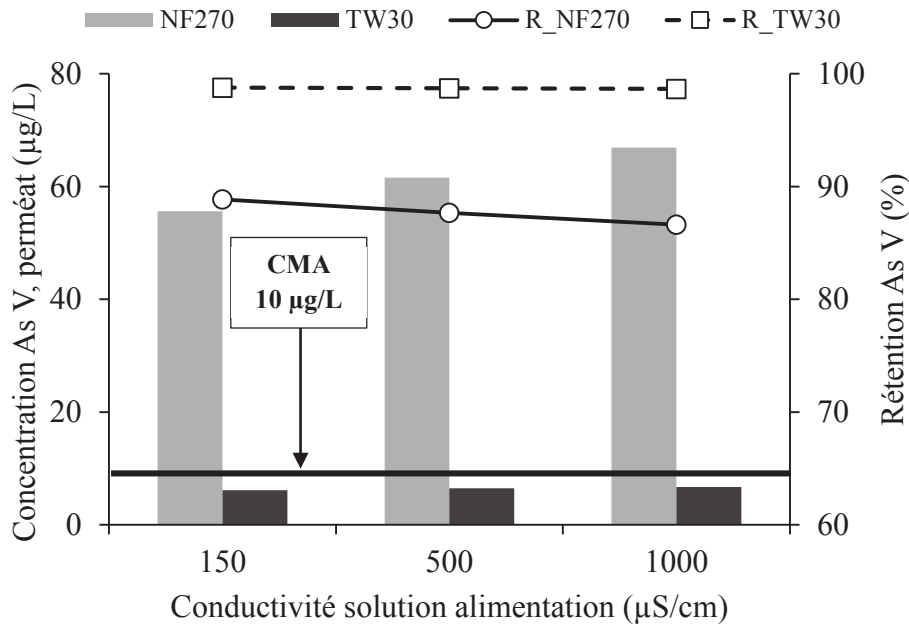 NF270 TW30 R_NF270 R_TW30
Concentration As V, perméat (µg/L)
80
60
40
20
0
CMA
10 µg/L
100
90
80
70
60
Rétention As V (%)
150 500 1000
Conductivité solution alimentation (µS/cm)